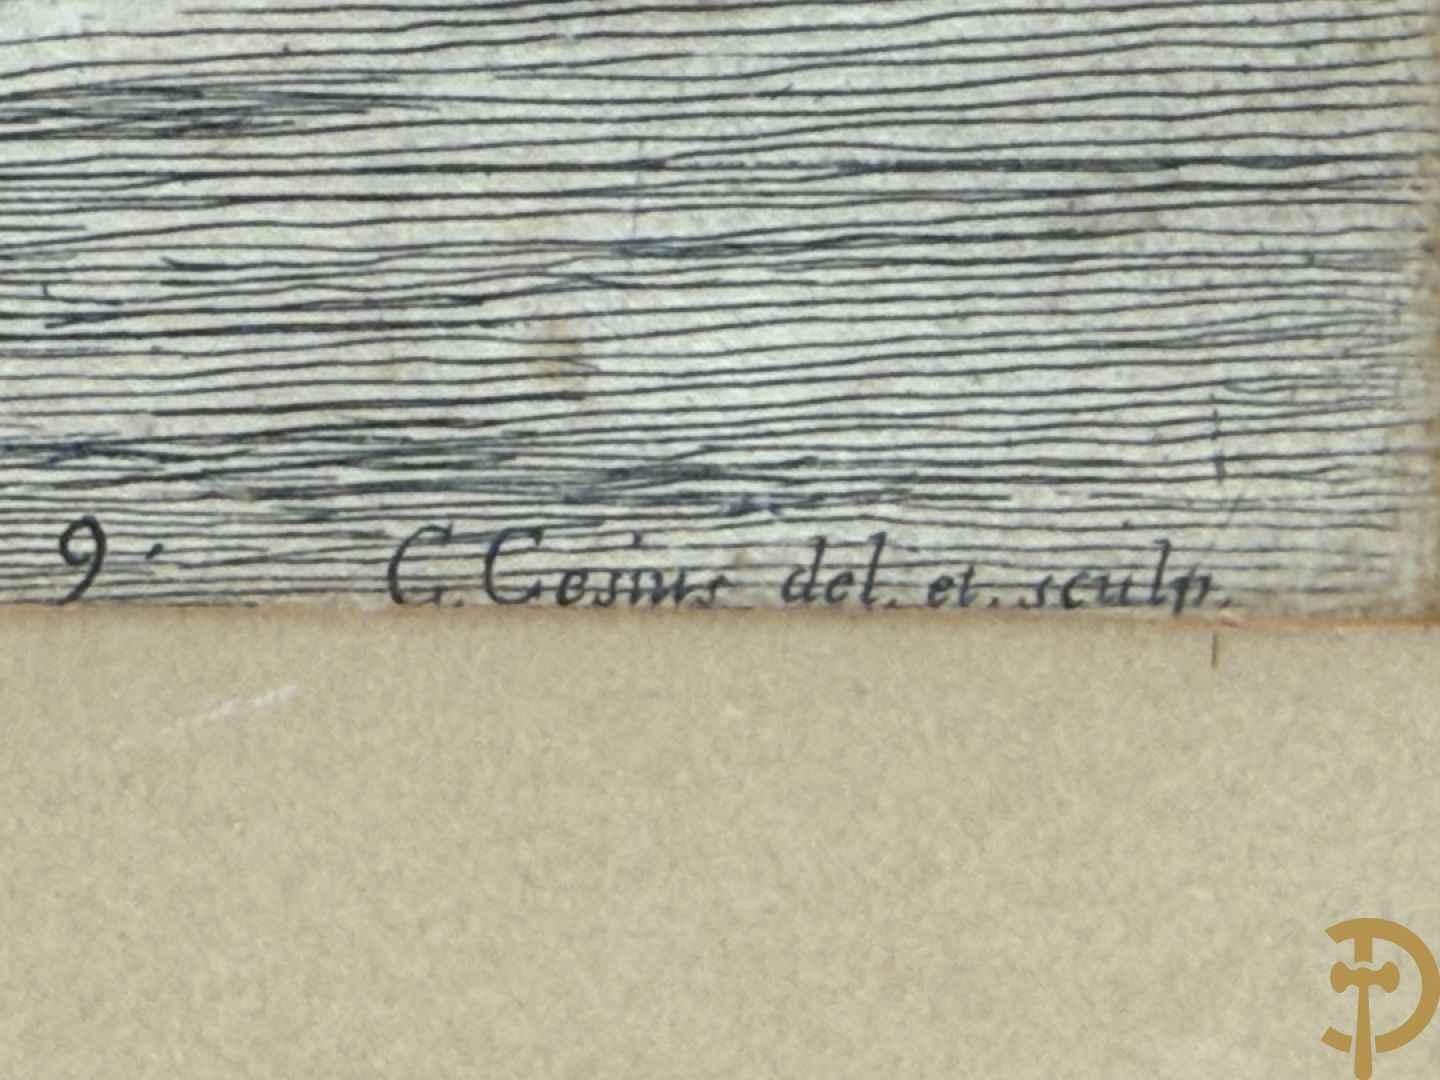 9. C. Cesius del. et. sculp.